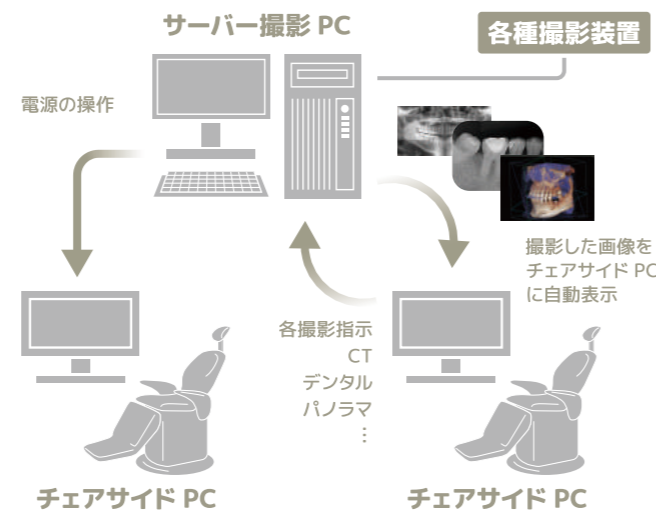 サーバー撮影 PC
各種撮影装置
電源の操作
撮影した画像を
チェアサイド PC
に自動表示
各撮影指示
CT
デンタル
パノラマ
⋮
チェアサイド PC
チェアサイド PC